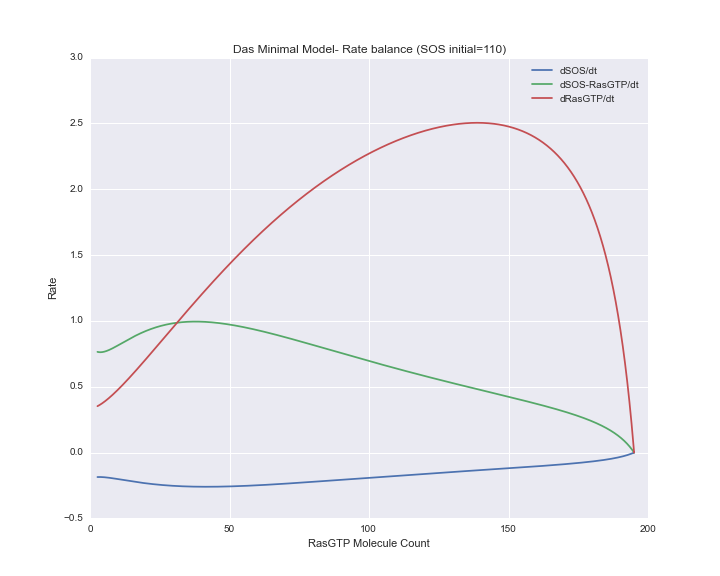 Das Minimal Model- Rate balance (SOS initial=110)
3.0
2.5
2.0
1.5
1.0
0.5
0.0
−0.5
Rate
dSOS/dt
dSOS-RasGTP/dt
dRasGTP/dt
0
50
100
150
200
RasGTP Molecule Count